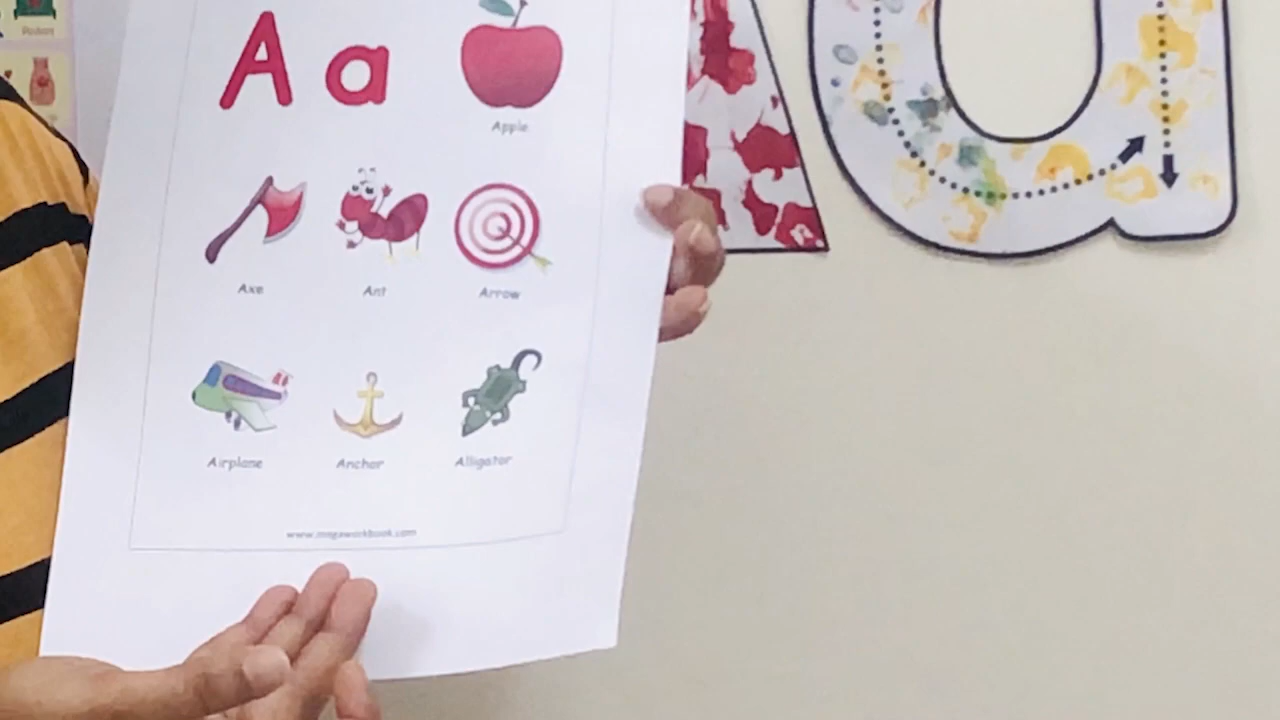 A a
Apple
Axe Ant Arrow
Airplane Anchor Alligator
www.megaworkbook.com